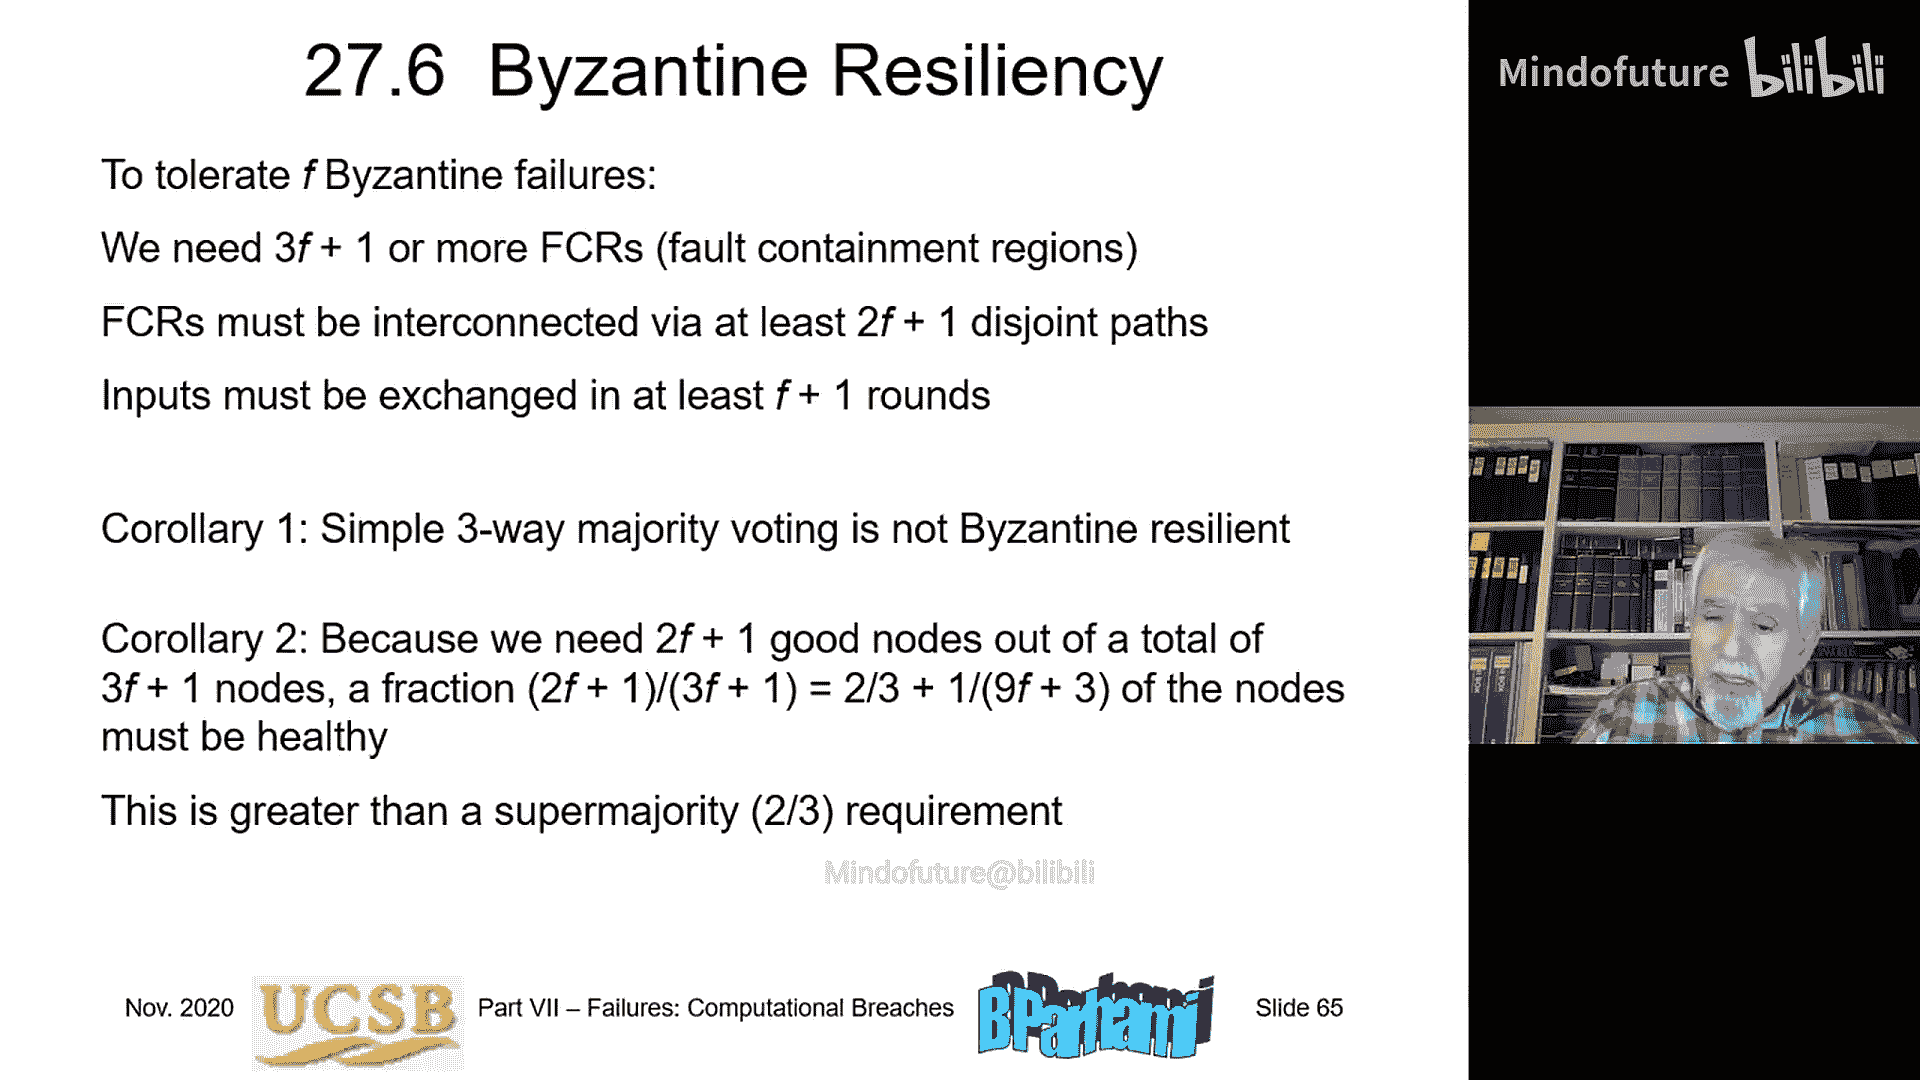 27.6 Byzantine Resiliency
To tolerate f Byzantine failures:
We need 3f + 1 or more FCRs (fault containment regions)
FCRs must be interconnected via at least 2f + 1 disjoint paths
Inputs must be exchanged in at least f + 1 rounds
Corollary 1: Simple 3-way majority voting is not Byzantine resilient
Corollary 2: Because we need 2f + 1 good nodes out of a total of
3f + 1 nodes, a fraction (2f + 1)/(3f + 1) = 2/3 + 1/(9f + 3) of the nodes
must be healthy
This is greater than a supermajority (2/3) requirement
Mindofuture@bilibili
Nov. 2020
UCSB
Part VII – Failures: Computational Breaches
BParhami
Slide 65
Mindofuture bilibili